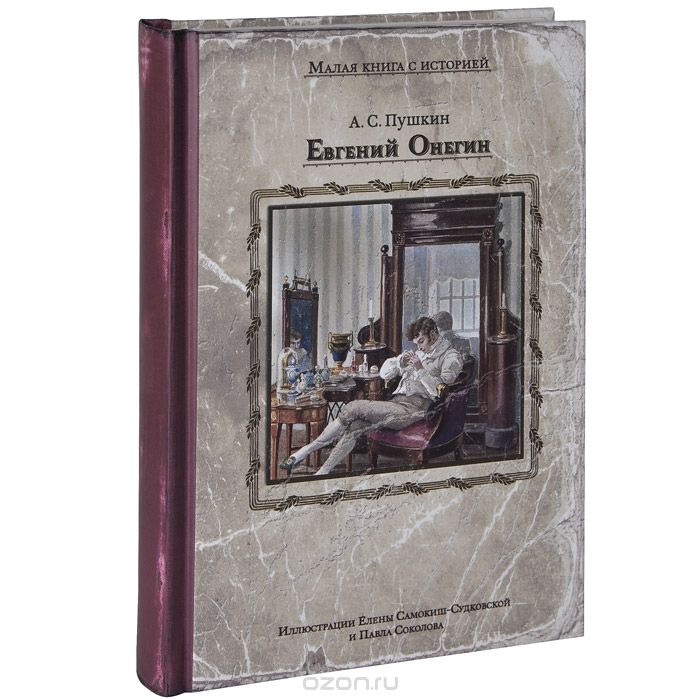 Малая книга с историей
А. С. Пушкин
Евгений Онегин
Иллюстрации Елены Самокиш-Судковской
и Павла Соколова
ozon.ru